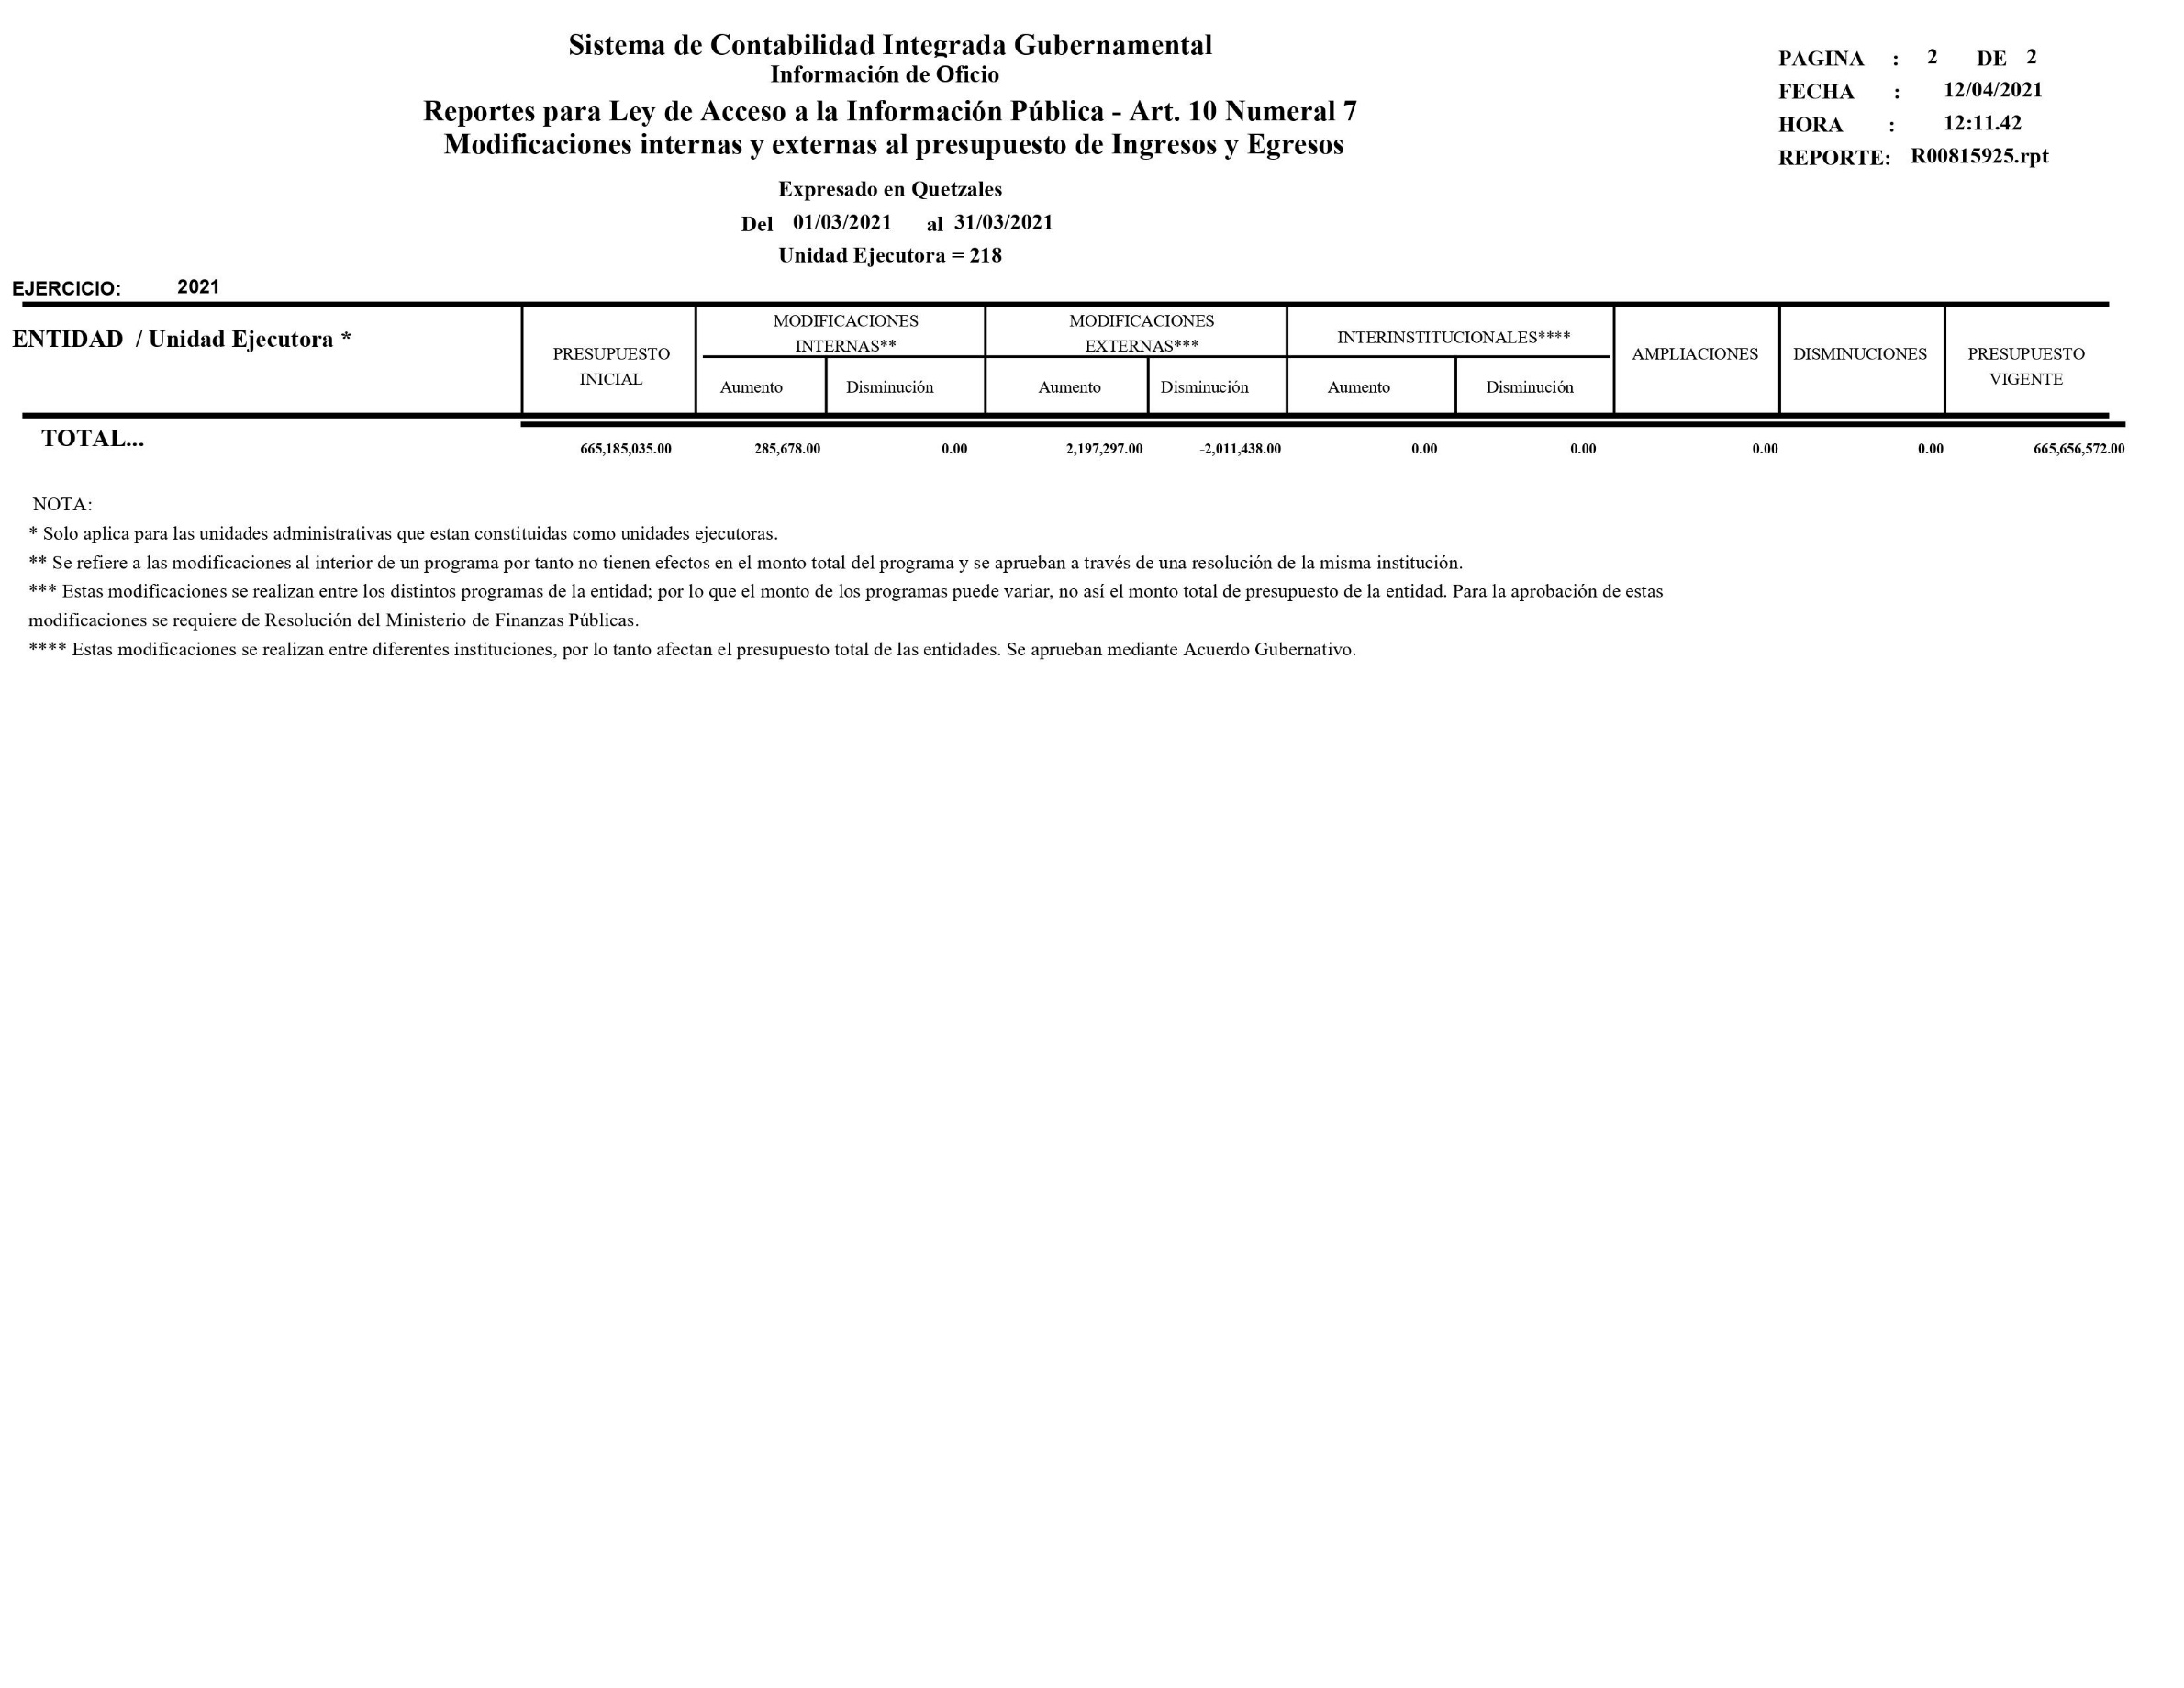 Sistema de Contabilidad Integrada Gubernamental
Información de Oficio
Reportes para Ley de Acceso a la Información Pública - Art. 10 Numeral 7
Modificaciones internas y externas al presupuesto de Ingresos y Egresos
Expresado en Quetzales
Del 01/03/2021 al 31/03/2021
Unidad Ejecutora = 218
PAGINA : 2 DE 2
FECHA : 12/04/2021
HORA : 12:11.42
REPORTE: R00815925.rpt
EJERCICIO: 2021
ENTIDAD / Unidad Ejecutora *
PRESUPUESTO
INICIAL
MODIFICACIONES
INTERNAS**
Aumento Disminución
MODIFICACIONES
EXTERNAS***
Aumento Disminución
INTERINSTITUCIONALES****
Aumento Disminución
AMPLIACIONES
DISMINUCIONES
PRESUPUESTO
VIGENTE
TOTAL... 665,185,035.00 285,678.00 0.00 2,197,297.00 -2,011,438.00 0.00 0.00 0.00 0.00 665,656,572.00
NOTA:
* Solo aplica para las unidades administrativas que estan constituidas como unidades ejecutoras.
** Se refiere a las modificaciones al interior de un programa por tanto no tienen efectos en el monto total del programa y se aprueban a través de una resolución de la misma institución.
*** Estas modificaciones se realizan entre los distintos programas de la entidad; por lo que el monto de los programas puede variar, no así el monto total de presupuesto de la entidad. Para la aprobación de estas
modificaciones se requiere de Resolución del Ministerio de Finanzas Públicas.
**** Estas modificaciones se realizan entre diferentes instituciones, por lo tanto afectan el presupuesto total de las entidades. Se aprueban mediante Acuerdo Gubernativo.